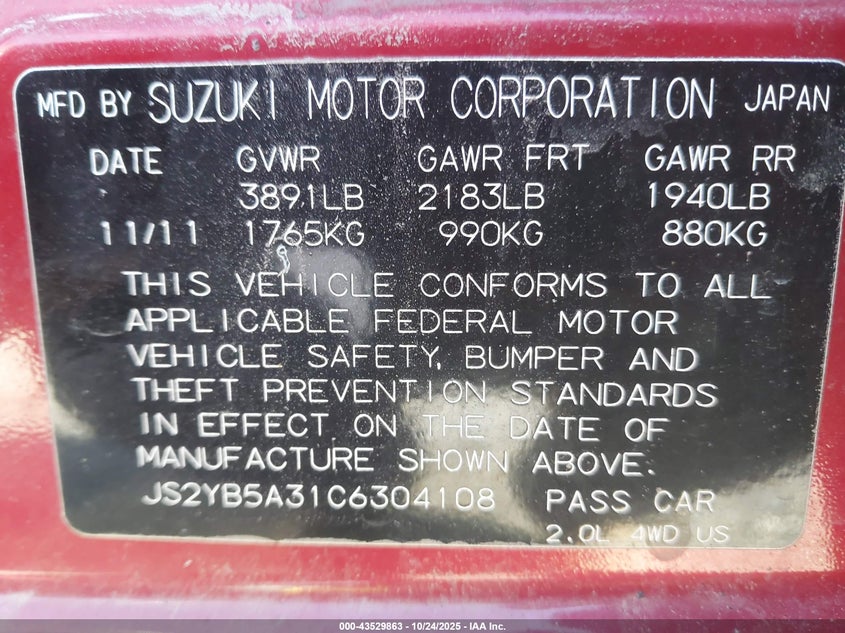 MFD BY SUZUKI MOTOR CORPORATION JAPAN
DATE GVWR GAWR FRT GAWR RR
3891LB 2183LB 1940LB
11/11 1765KG 990KG 880KG
THIS VEHICLE CONFORMS TO ALL
APPLICABLE FEDERAL MOTOR
VEHICLE SAFETY, BUMPER AND
THEFT PREVENTION STANDARDS
IN EFFECT ON THE DATE OF
MANUFACTURE SHOWN ABOVE.
JS2YB5A31C6304108 PASS CAR
2.0L 4WD US
000-43529863 - 10/24/2025 - IAA Inc.